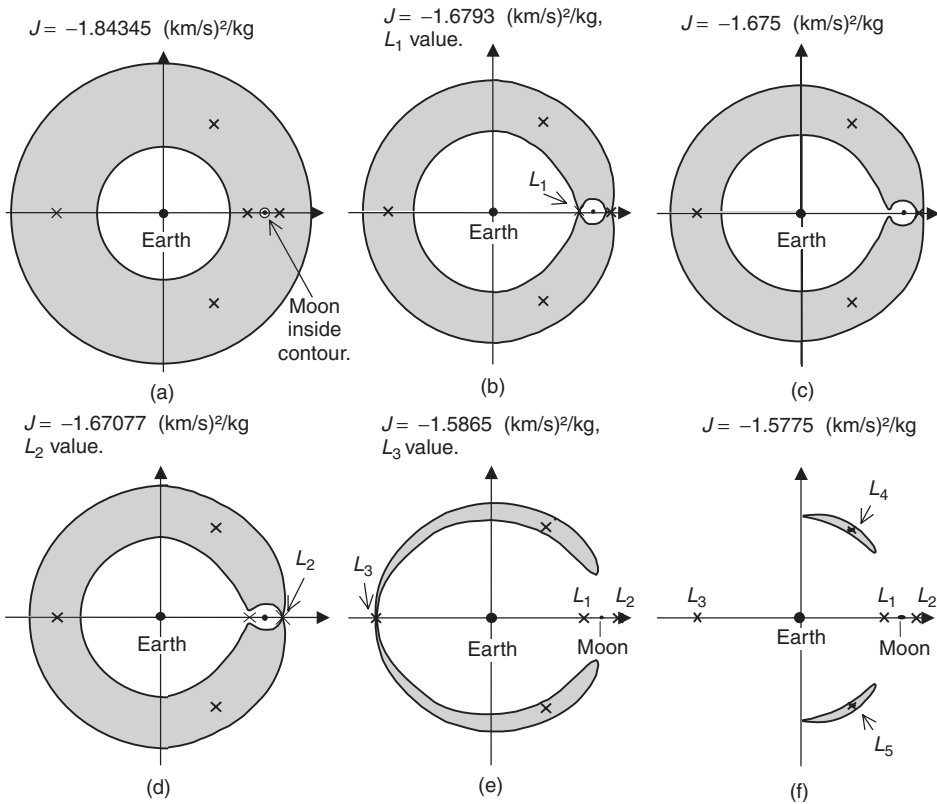 J = −1.84345 (km/s)²/kg
Earth
Moon
inside
contour.
(a)
J = −1.6793 (km/s)²/kg,
L₁ value.
L₁
Earth
(b)
J = −1.675 (km/s)²/kg
Earth
(c)
J = −1.67077 (km/s)²/kg
L₂ value.
L₂
Earth
(d)
J = −1.5865 (km/s)²/kg,
L₃ value.
L₃
L₁ L₂
Earth
Moon
(e)
J = −1.5775 (km/s)²/kg
L₄
L₃
L₁ L₂
Earth
Moon
L₅
(f)